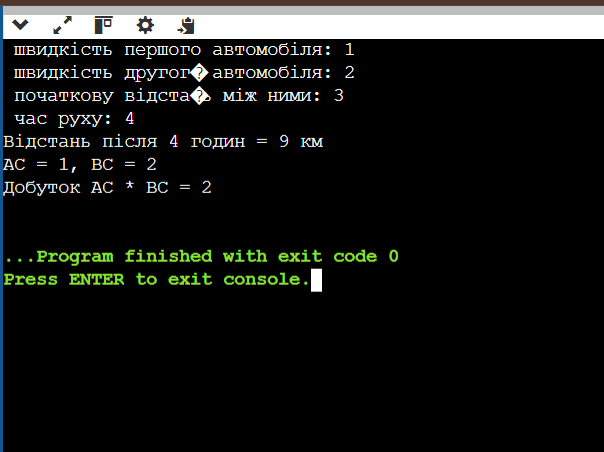 швидкість першого автомобіля: 1
швидкість другог� автомобіля: 2
початкову відста�ь між ними: 3
час руху: 4
Відстань після 4 годин = 9 км
AC = 1, BC = 2
Добуток AC * BC = 2
...Program finished with exit code 0
Press ENTER to exit console.